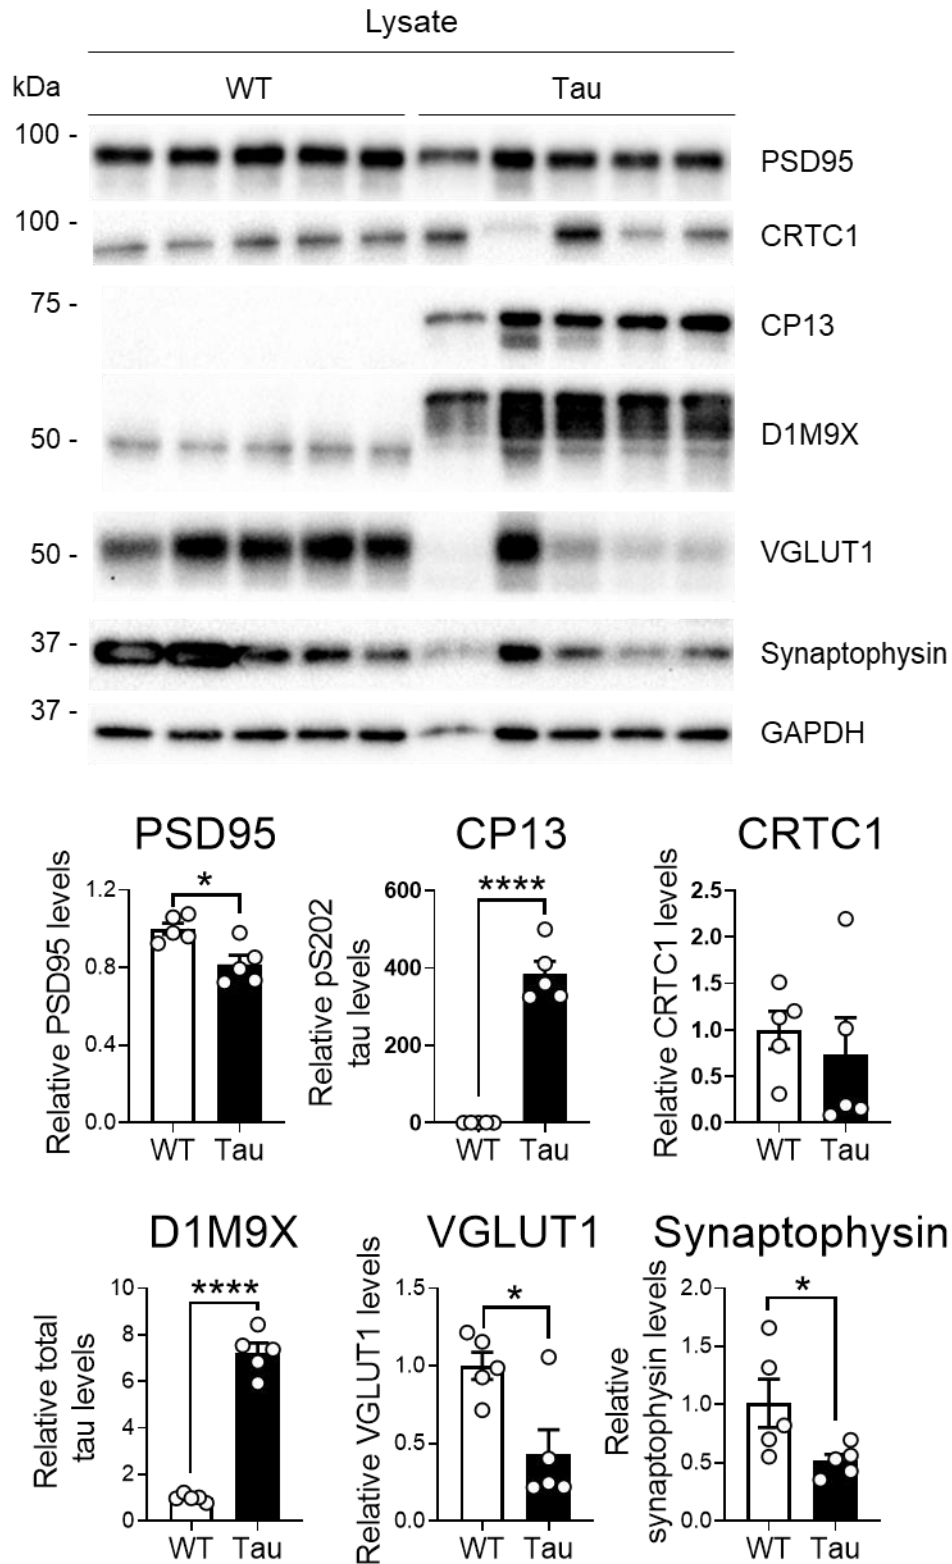 Lysate
kDa WT Tau
100 - PSD95
100 - CRTC1
75 - CP13
50 - D1M9X
50 - VGLUT1
37 - Synaptophysin
37 - GAPDH
PSD95 CP13 CRTC1
Relative PSD95 levels
1.2
0.8
0.4
0.0
*
WT Tau
Relative pS202
tau levels
600
400
200
0
****
WT Tau
Relative CRTC1 levels
2.5
2.0
1.5
1.0
0.5
0.0
WT Tau
D1M9X VGLUT1 Synaptophysin
Relative total
tau levels
10
8
6
4
2
0
****
WT Tau
Relative VGLUT1 levels
1.5
1.0
0.5
0.0
*
WT Tau
Relative
synaptophysin levels
2.0
1.5
1.0
0.5
0.0
*
WT Tau